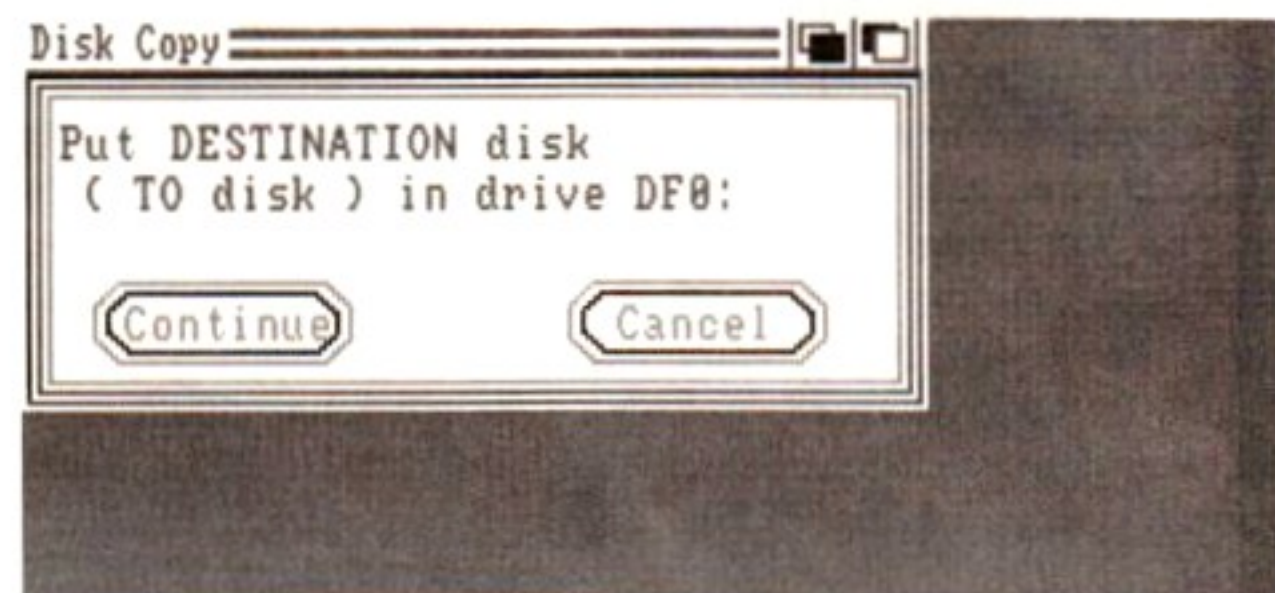 Disk Copy
Put DESTINATION disk
( TO disk ) in drive DF0:
Continue
Cancel